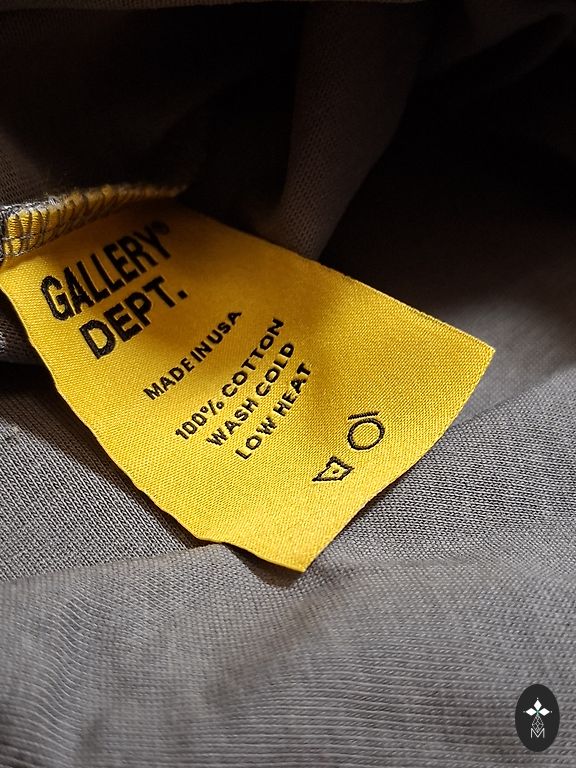 GALLERY®
DEPT.
MADE IN USA
100% COTTON
WASH COLD
LOW HEAT
M